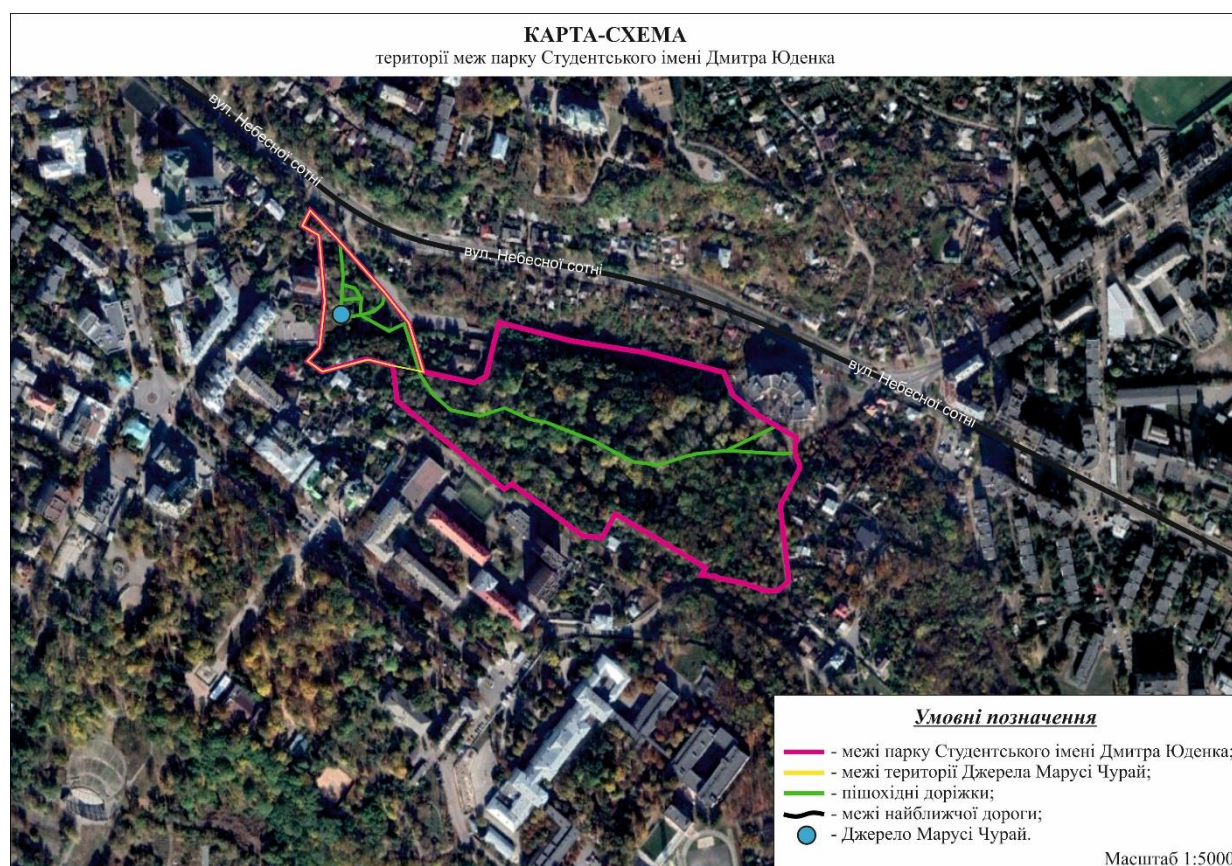 КАРТА-СХЕМА
території меж парку Студентського імені Дмитра Юденка
вул. Небесної сотні
вул. Небесної сотні
вул. Небесної сотні
Умовні позначення
- межі парку Студентського імені Дмитра Юденка;
- межі території Джерела Марусі Чурай;
- пішохідні доріжки;
- межі найближчої дороги;
- Джерело Марусі Чурай.
Масштаб 1:5000